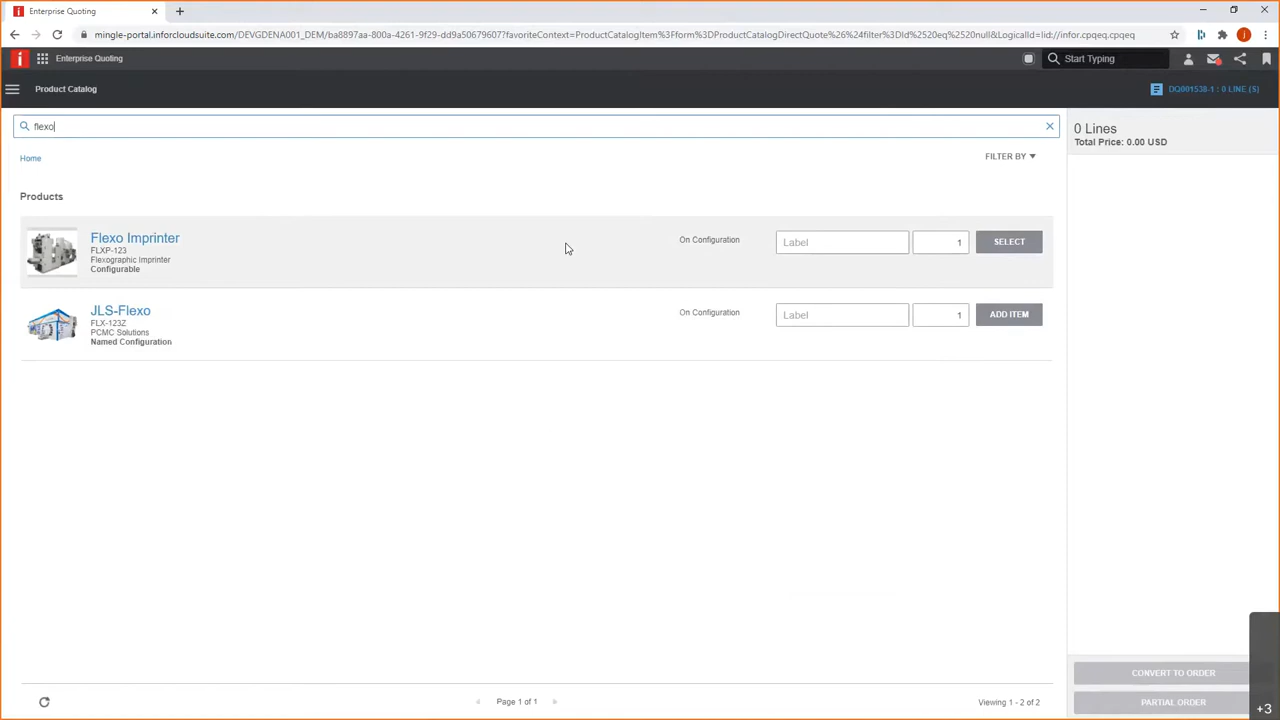 Enterprise Quoting
mingle-portal.inforcloudsuite.com/DEVGDENA001_DEM/ba8897aa-800a-4261-9f29-dd9a50679607?favoriteContext=ProductCatalogItem%3Fform%3DProductCatalogDirectQuote%26%24filter%3DId%2520eq%2520null&LogicalId=lid://infor.cpqeq.cpqeq
Enterprise Quoting
Start Typing
Product Catalog
DQ001538-1 : 0 LINE (S)
flexo
0 Lines
Total Price: 0.00 USD
Home
FILTER BY
Products
Flexo Imprinter
FLXP-123
Flexographic Imprinter
Configurable
On Configuration
Label
1
SELECT
JLS-Flexo
FLX-123Z
PCMC Solutions
Named Configuration
On Configuration
Label
1
ADD ITEM
CONVERT TO ORDER
PARTIAL ORDER
Page 1 of 1
Viewing 1 - 2 of 2
+3